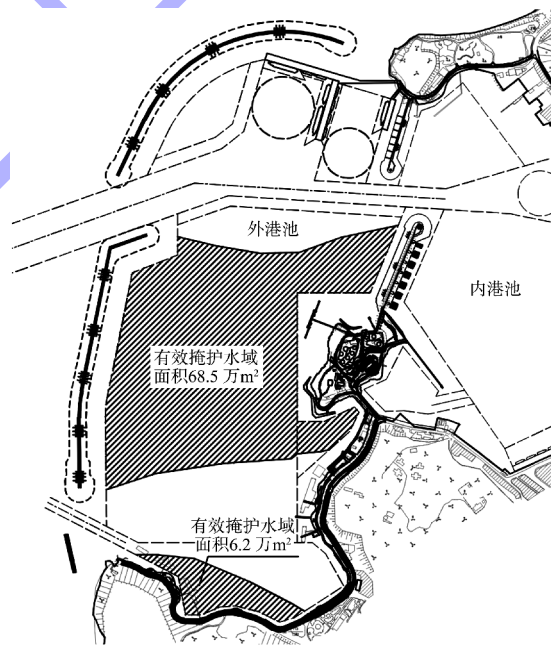 外港池
内港池
有效掩护水域
面积68.5 万m²
有效掩护水域
面积6.2 万m²